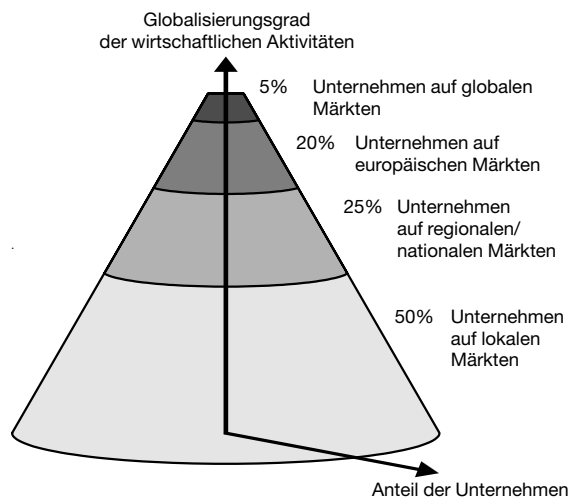 Globalisierungsgrad
der wirtschaftlichen Aktivitäten
5% Unternehmen auf globalen
Märkten
20% Unternehmen auf
europäischen Märkten
25% Unternehmen
auf regionalen/
nationalen Märkten
50% Unternehmen
auf lokalen
Märkten
Anteil der Unternehmen